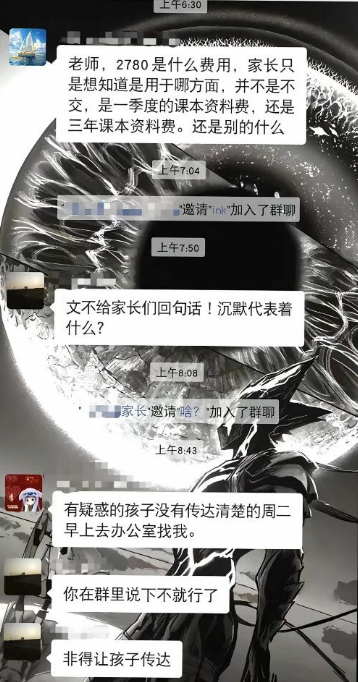 上午6:30
老师，2780是什么费用，家长只
是想知道是用于哪方面，并不是不
交，是一季度的课本资料费，还是
三年课本资料费。还是别的什么
上午7:04
"邀请"ink"加入了群聊
上午7:50
文不给家长们回句话！沉默代表着
什么？
上午8:08
家长"邀请"啥？"加入了群聊
上午8:43
有疑惑的孩子没有传达清楚的周二
早上去办公室找我。
你在群里说下不就行了
非得让孩子传达